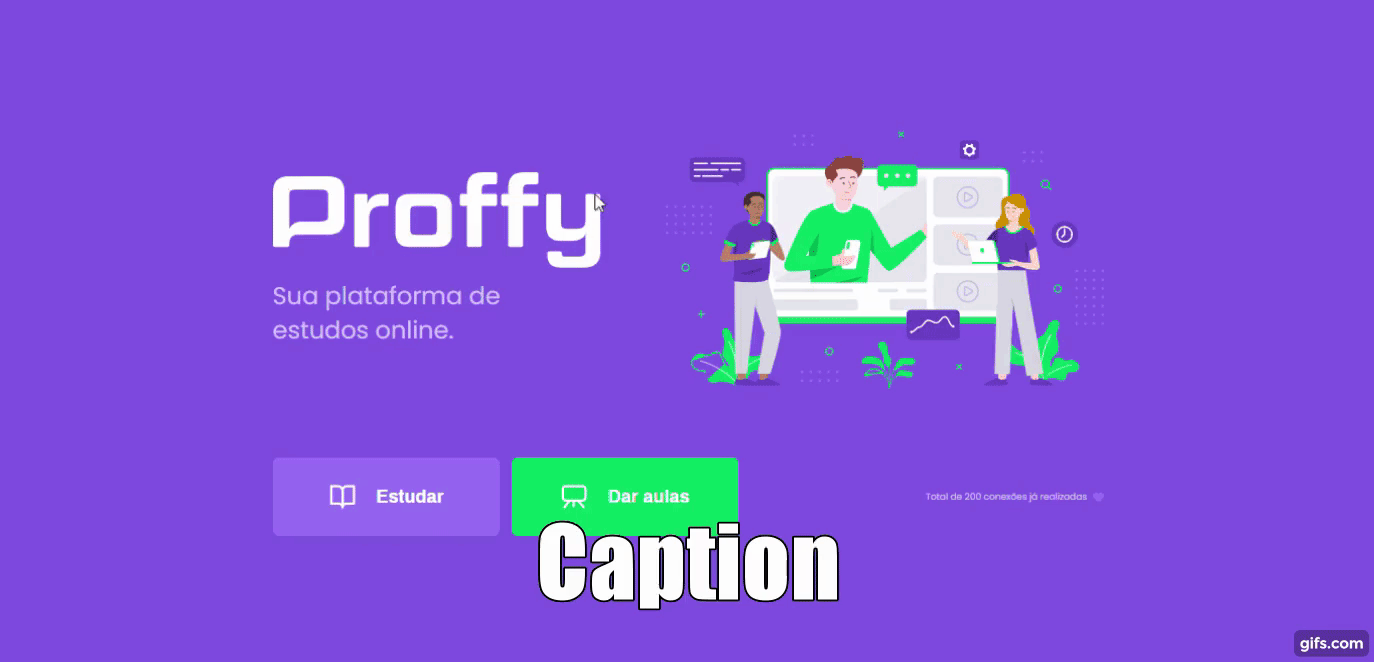 Proffy
Sua plataforma de
estudos online.
Estudar
Dar aulas
Total de 200 conexões já realizadas
Caption
gifs.com